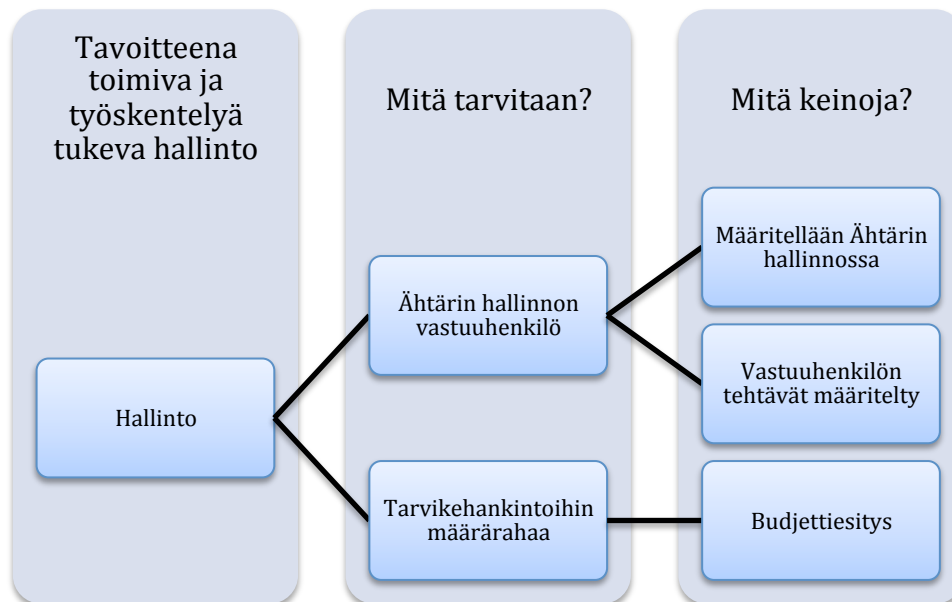 Tavoitteena
toimiva ja
työskentelyä
tukeva hallinto
Mitä tarvitaan?
Mitä keinoja?
Hallinto
Ähtärin hallinnon
vastuuhenkilö
Tarvikehankintoihin
määrärahaa
Määritellään Ähtärin
hallinnossa
Vastuuhenkilön
tehtävät määritelty
Budjettiesitys